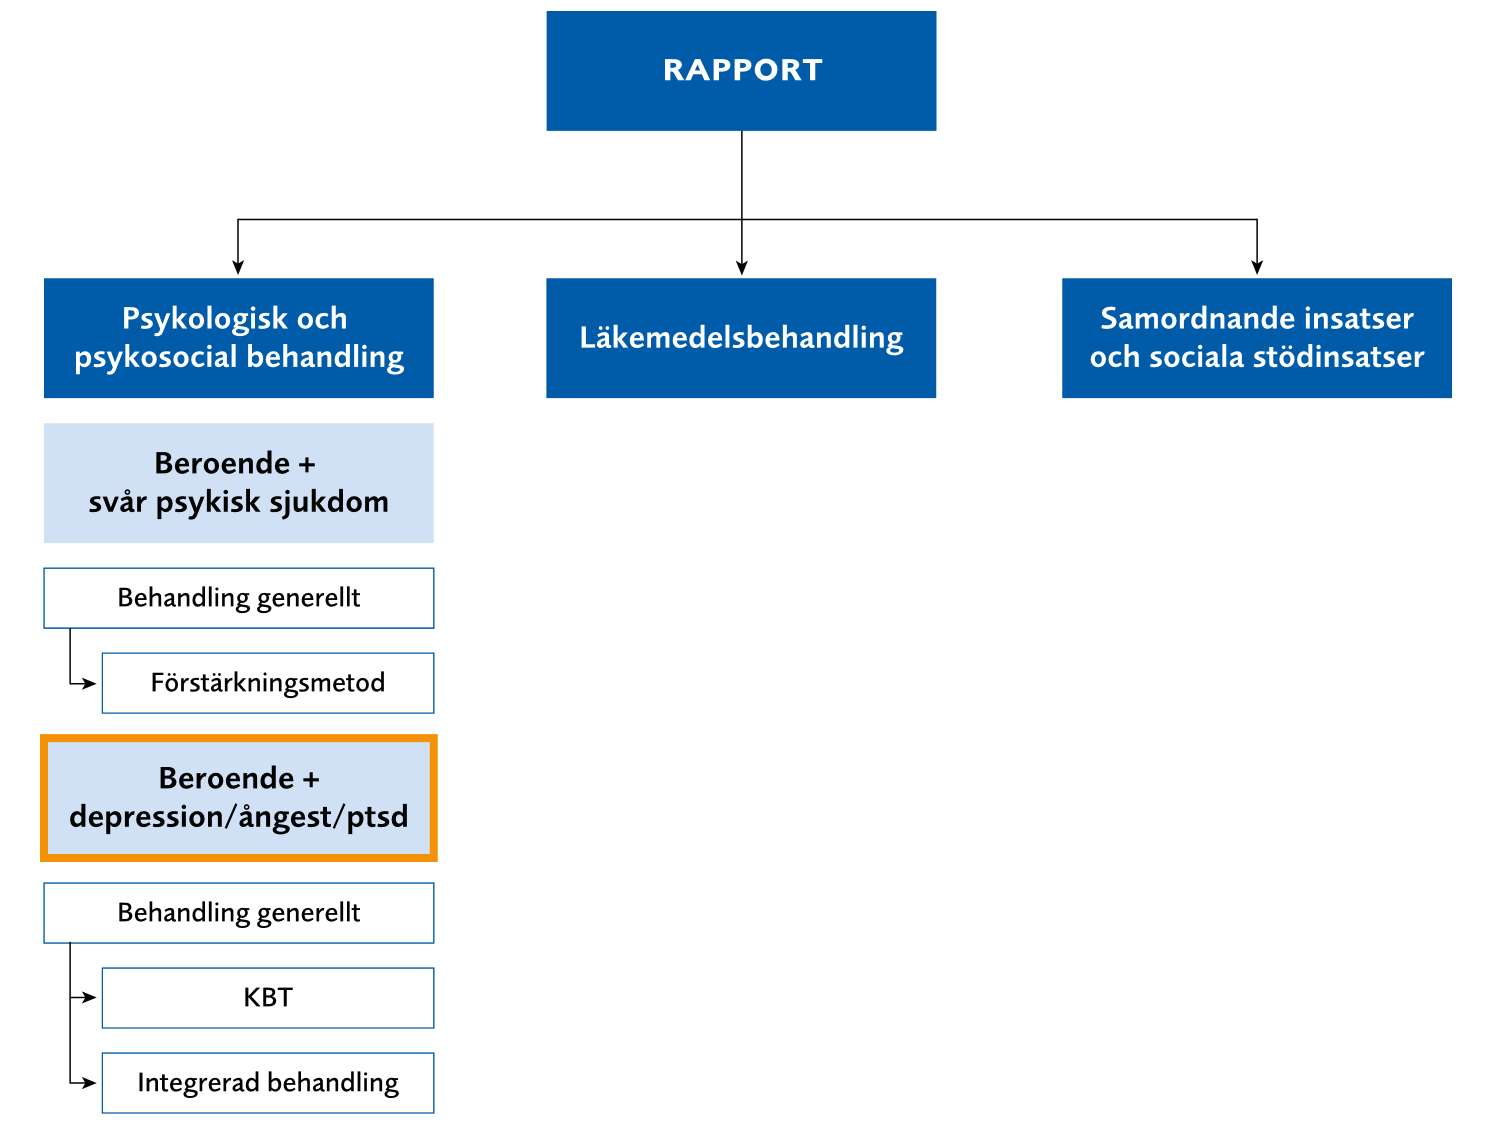 RAPPORT
Psykologisk och
psykosocial behandling
Läkemedelsbehandling
Samordnande insatser
och sociala stödinsatser
Beroende +
svår psykisk sjukdom
Behandling generellt
Förstärkningsmetod
Beroende +
depression/ångest/ptsd
Behandling generellt
KBT
Integrerad behandling